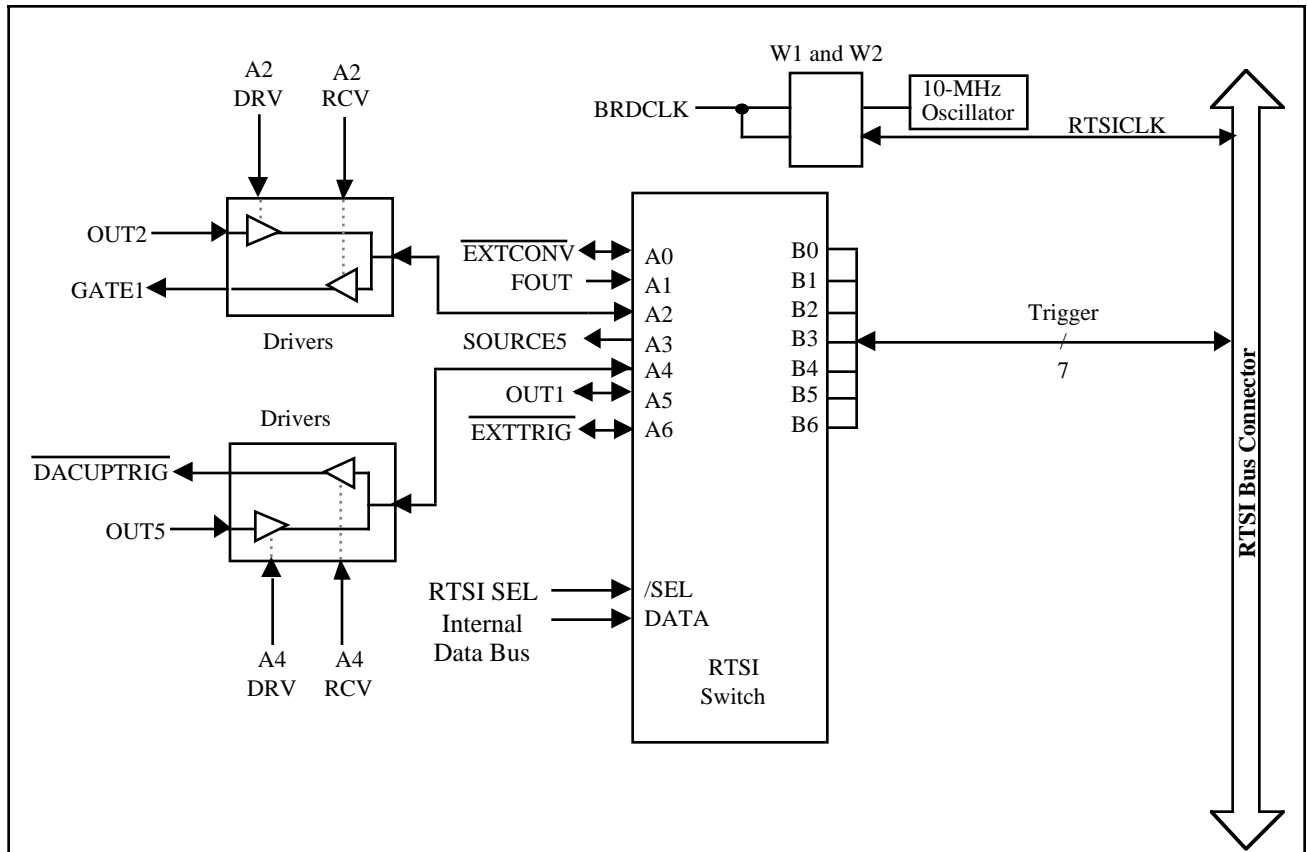 W1 and W2
A2
DRV
A2
RCV
10-MHz
Oscillator
BRDCLK
RTSICLK
OUT2
GATE1
Drivers
EXTCONV
FOUT
SOURCE5
OUT1
EXTTRIG
A0
A1
A2
A3
A4
A5
A6
B0
B1
B2
B3
B4
B5
B6
Trigger
/
7
Drivers
DACUPTRIG
OUT5
A4
DRV
A4
RCV
RTSI SEL
Internal
Data Bus
/SEL
DATA
RTSI
Switch
RTSI Bus Connector